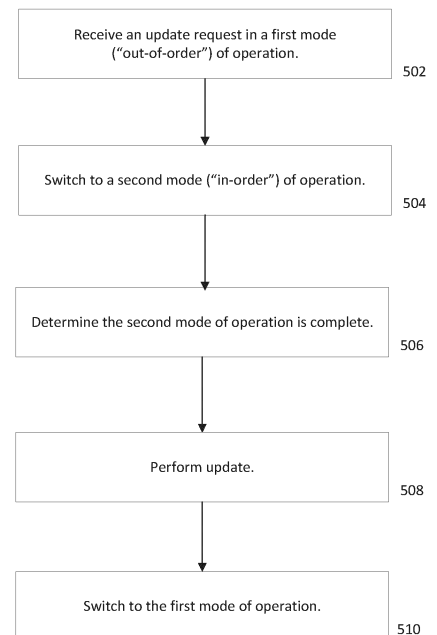 Receive an update request in a first mode
(“out-of-order”) of operation.
502
Switch to a second mode (“in-order”) of operation.
504
Determine the second mode of operation is complete.
506
Perform update.
508
Switch to the first mode of operation.
510